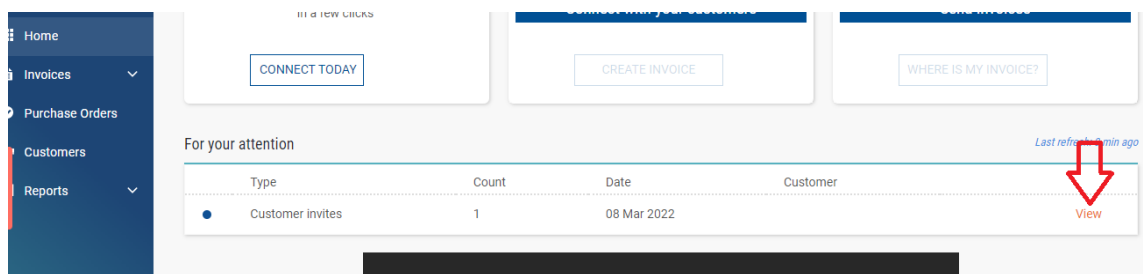 in a few clicks
Home
CONNECT TODAY
CREATE INVOICE
WHERE IS MY INVOICE?
Invoices
Purchase Orders
Customers
Reports
For your attention
Last refresh min ago
Type Count Date Customer
Customer invites 1 08 Mar 2022 View